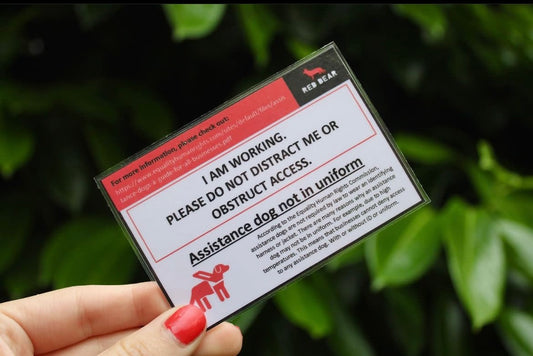 For more information, please check out:
https://www.equalityhumanrights.com/sites/default/files/assis
tance-dogs-a-guide-for-all-businesses.pdf
RED BEAR
I AM WORKING.
PLEASE DO NOT DISTRACT ME OR
OBSTRUCT ACCESS.
Assistance dog not in uniform
According to the Equality Human Rights Commission,
assistance dogs are not required by law to wear an identifying
harness or jacket. There are many reasons why an assistance
dog may not be in uniform. For example, due to high
temperatures. This means that businesses cannot deny access
to any assistance dog. With or without ID or uniform.